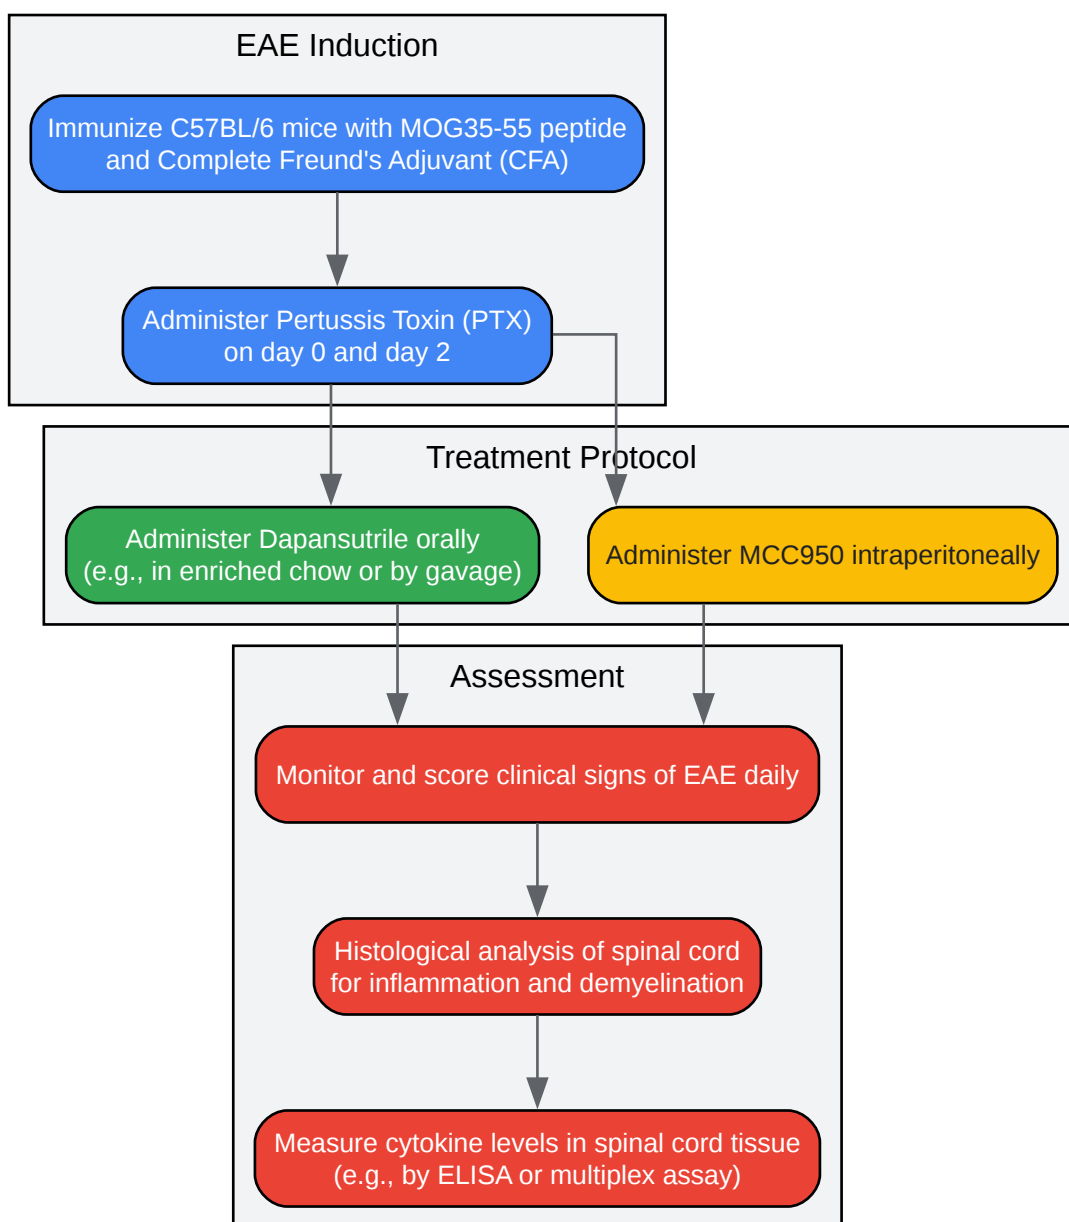 EAE Induction
Immunize C57BL/6 mice with MOG35-55 peptide
and Complete Freund's Adjuvant (CFA)
Administer Pertussis Toxin (PTX)
on day 0 and day 2
Treatment Protocol
Administer Dapansutrile orally
(e.g., in enriched chow or by gavage)
Administer MCC950 intraperitoneally
Assessment
Monitor and score clinical signs of EAE daily
Histological analysis of spinal cord
for inflammation and demyelination
Measure cytokine levels in spinal cord tissue
(e.g., by ELISA or multiplex assay)